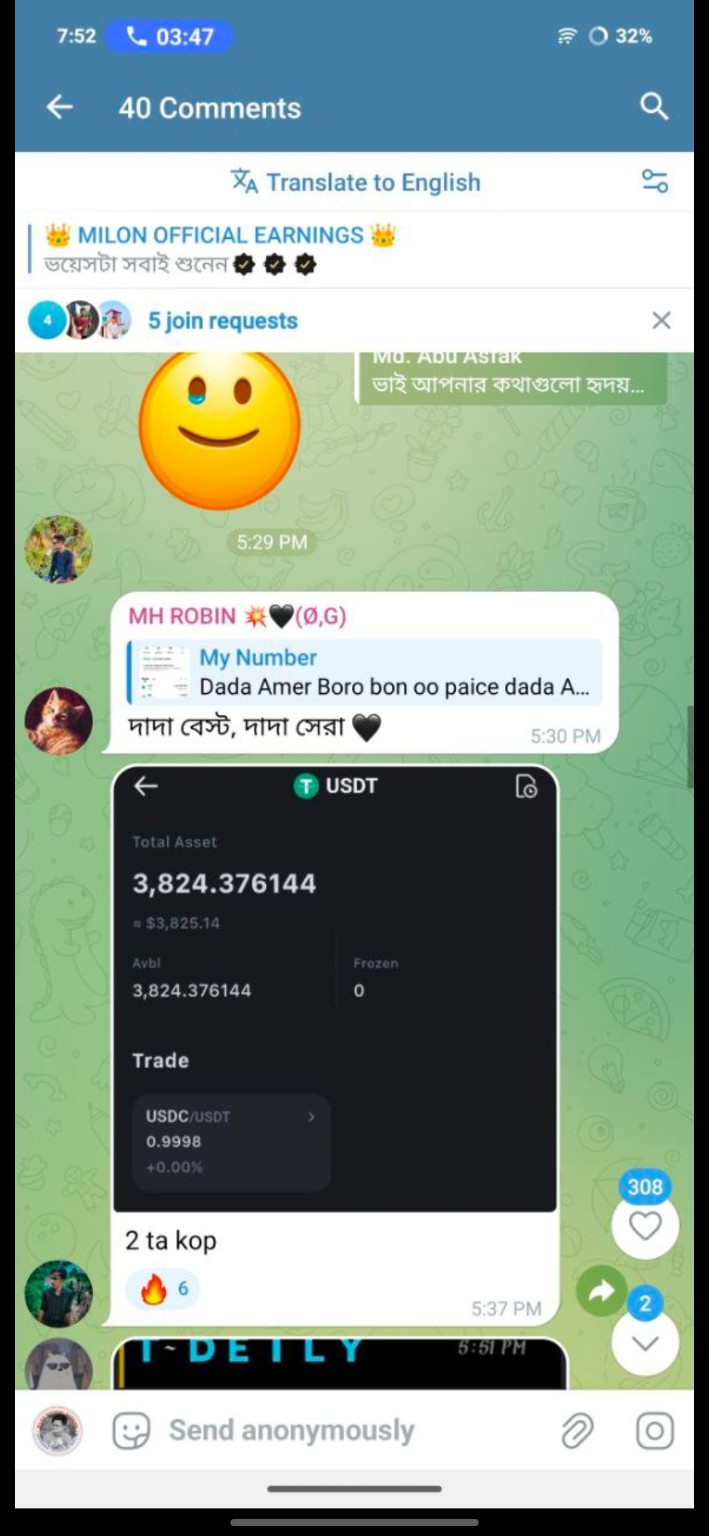 7:52 03:47 32%
40 Comments
Translate to English
👑 MILON OFFICIAL EARNINGS 👑
ভয়েসটা সবাই শুনেন
4 5 join requests
Md. Abu Asfak
ভাই আপনার কথাগুলো হৃদয়...
5:29 PM
MH ROBIN 💥🖤(Ø,G)
My Number
Dada Amer Boro bon oo paice dada A...
দাদা বেস্ট, দাদা সেরা 🖤
5:30 PM
USDT
Total Asset
3,824.376144
≈ $3,825.14
Avbl Frozen
3,824.376144 0
Trade
USDC/USDT
0.9998
+0.00%
308
2 ta kop
🔥 6
5:37 PM
2
T~DEILY 5:51 PM
Send anonymously